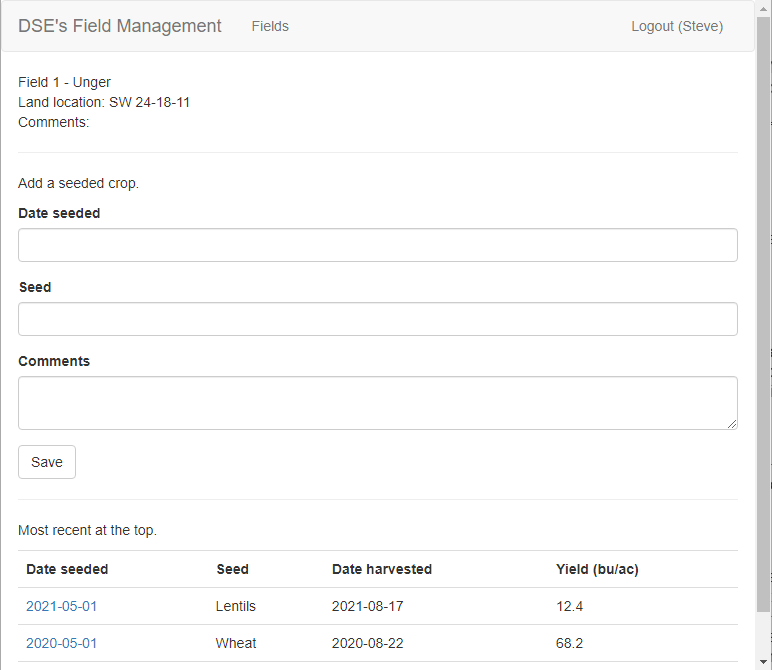 DSE's Field Management Fields Logout (Steve)
Field 1 - Unger
Land location: SW 24-18-11
Comments:
Add a seeded crop.
Date seeded
Seed
Comments
Save
Most recent at the top.
Date seeded Seed Date harvested Yield (bu/ac)
2021-05-01 Lentils 2021-08-17 12.4
2020-05-01 Wheat 2020-08-22 68.2